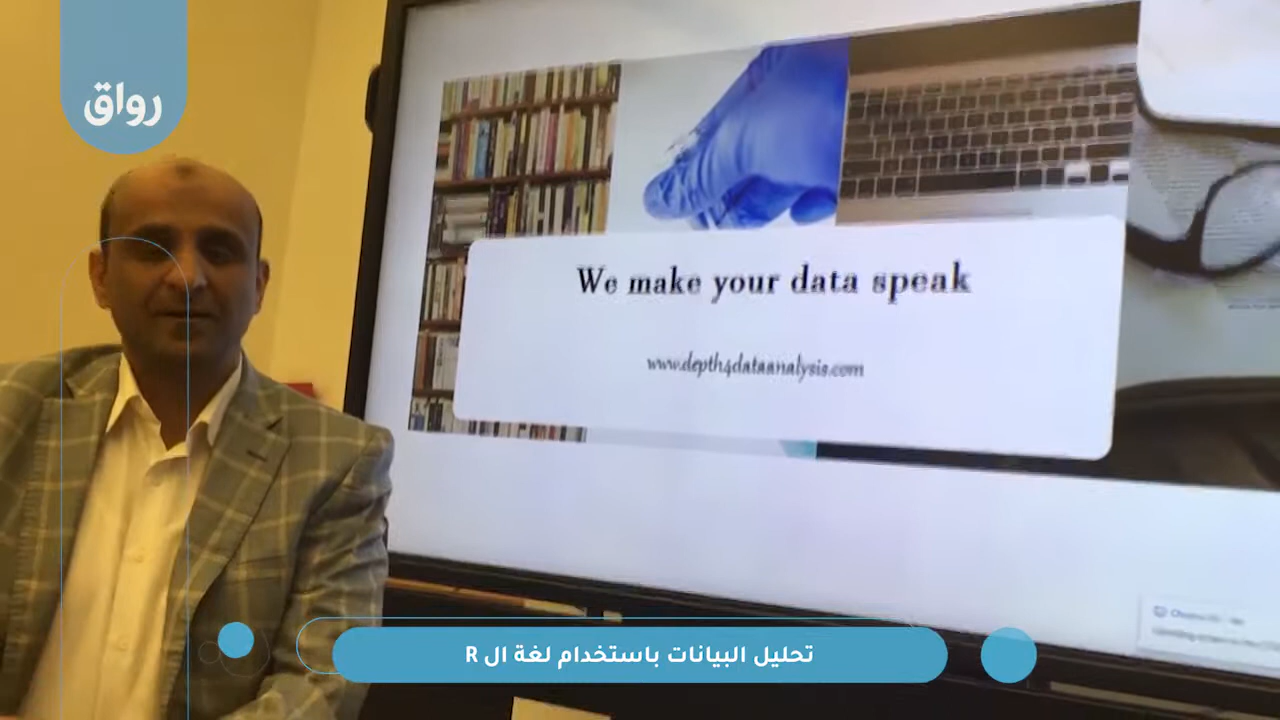 رواق
We make your data speak
www.depth4dataanalysis.com
تحليل البيانات باستخدام لغة ال R